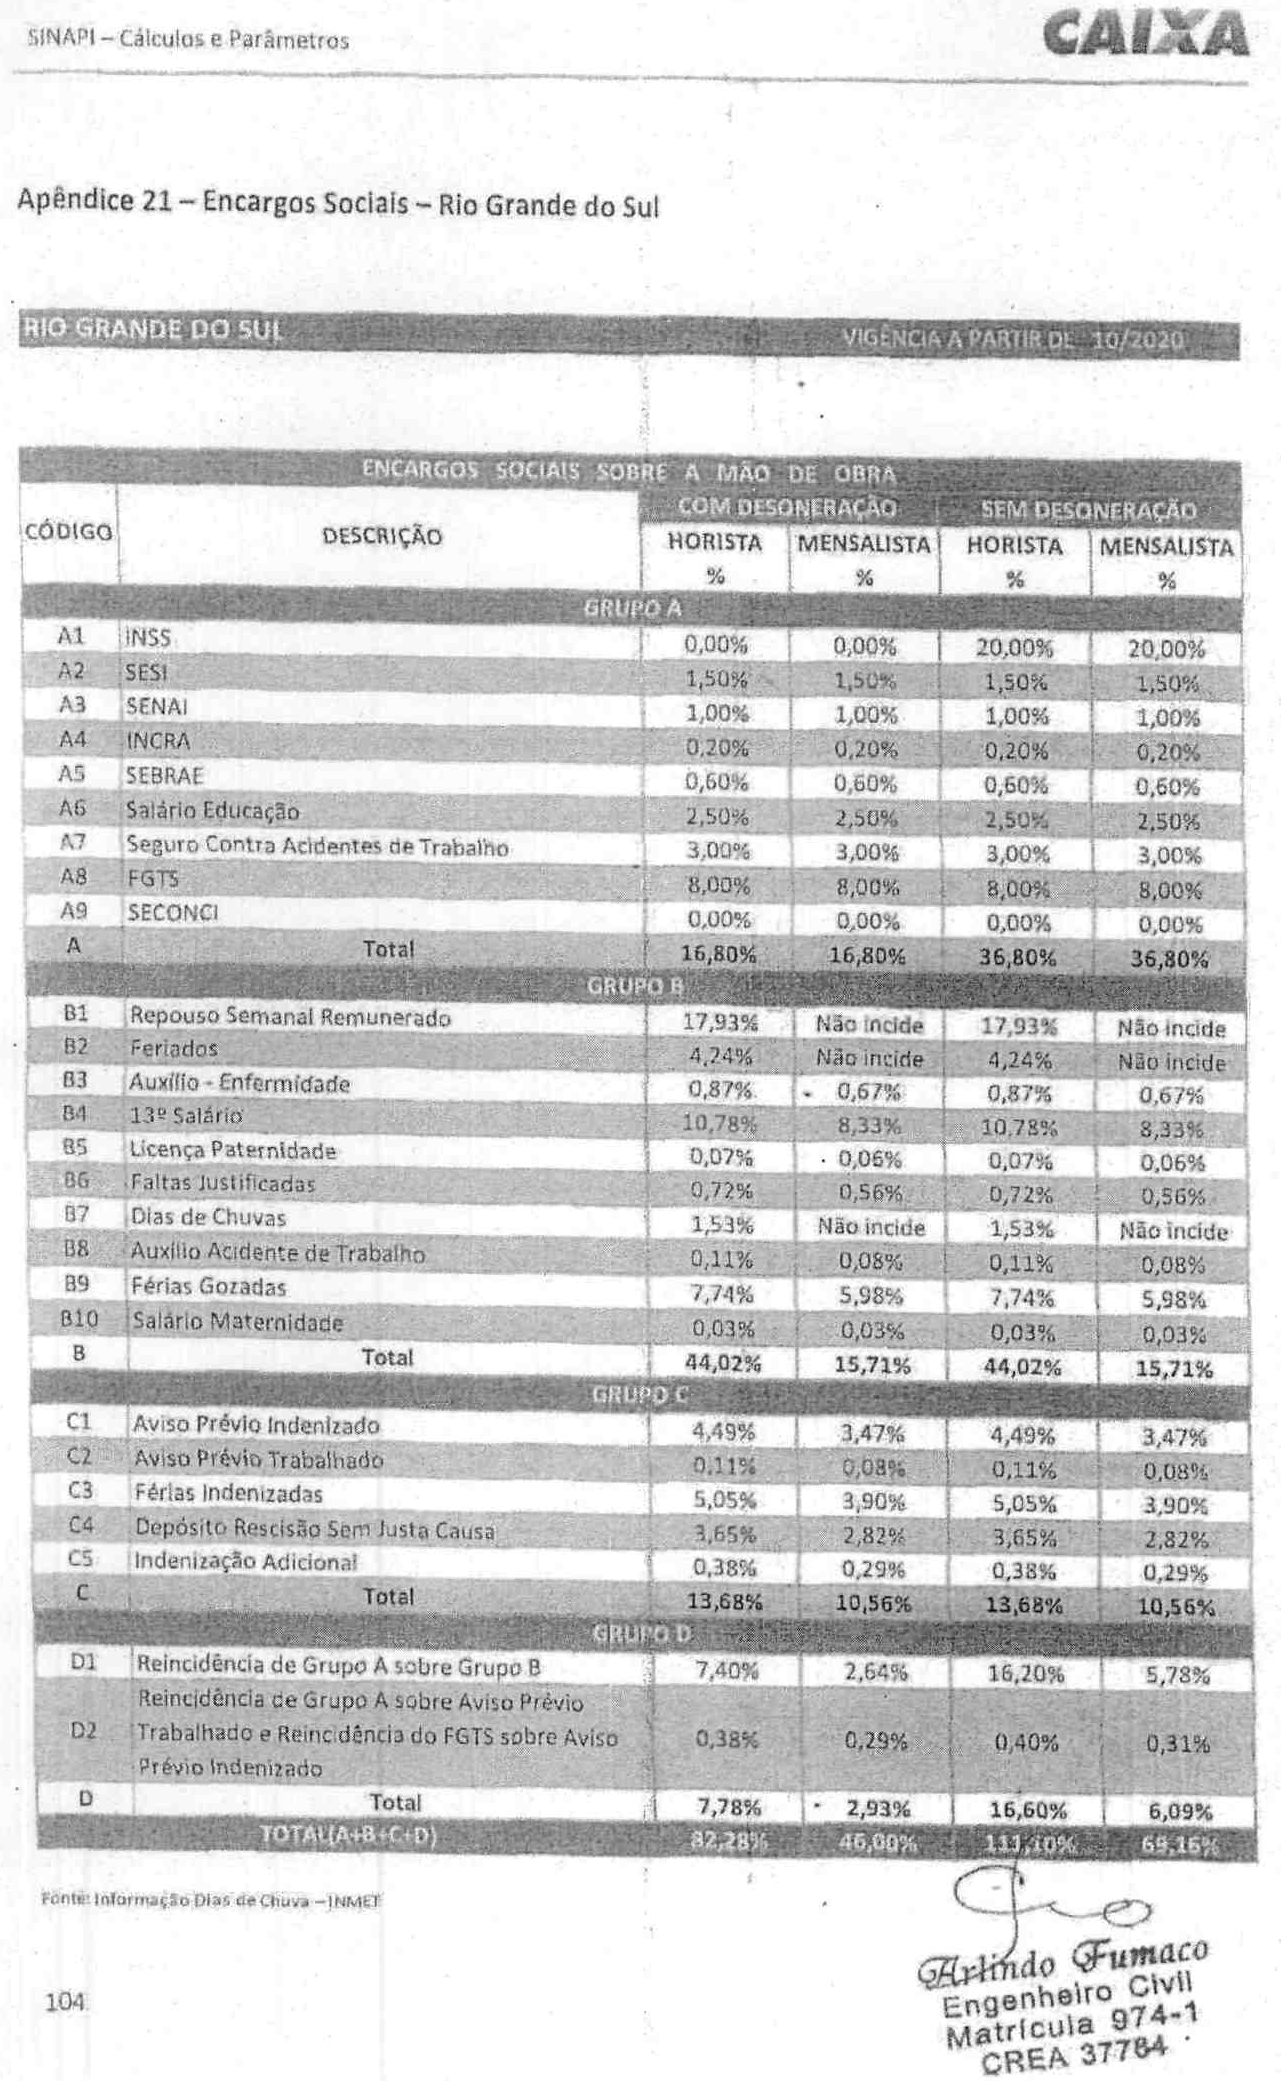 SINAPI – Cálculos e Parâmetros
CAIXA
Apêndice 21 – Encargos Sociais – Rio Grande do Sul
RIO GRANDE DO SUL VIGÊNCIA A PARTIR DE 10/2020
ENCARGOS SOCIAIS SOBRE A MÃO DE OBRA
CÓDIGO DESCRIÇÃO COM DESONERAÇÃO SEM DESONERAÇÃO
HORISTA MENSALISTA HORISTA MENSALISTA
% % % %
GRUPO A
A1 INSS 0,00% 0,00% 20,00% 20,00%
A2 SESI 1,50% 1,50% 1,50% 1,50%
A3 SENAI 1,00% 1,00% 1,00% 1,00%
A4 INCRA 0,20% 0,20% 0,20% 0,20%
A5 SEBRAE 0,60% 0,60% 0,60% 0,60%
A6 Salário Educação 2,50% 2,50% 2,50% 2,50%
A7 Seguro Contra Acidentes de Trabalho 3,00% 3,00% 3,00% 3,00%
A8 FGTS 8,00% 8,00% 8,00% 8,00%
A9 SECONCI 0,00% 0,00% 0,00% 0,00%
A Total 16,80% 16,80% 36,80% 36,80%
GRUPO B
B1 Repouso Semanal Remunerado 17,93% Não incide 17,93% Não incide
B2 Feriados 4,24% Não incide 4,24% Não incide
B3 Auxílio - Enfermidade 0,87% 0,67% 0,87% 0,67%
B4 13º Salário 10,78% 8,33% 10,78% 8,33%
B5 Licença Paternidade 0,07% 0,06% 0,07% 0,06%
B6 Faltas Justificadas 0,72% 0,56% 0,72% 0,56%
B7 Dias de Chuvas 1,53% Não incide 1,53% Não incide
B8 Auxílio Acidente de Trabalho 0,11% 0,08% 0,11% 0,08%
B9 Férias Gozadas 7,74% 5,98% 7,74% 5,98%
B10 Salário Maternidade 0,03% 0,03% 0,03% 0,03%
B Total 44,02% 15,71% 44,02% 15,71%
GRUPO C
C1 Aviso Prévio Indenizado 4,49% 3,47% 4,49% 3,47%
C2 Aviso Prévio Trabalhado 0,11% 0,08% 0,11% 0,08%
C3 Férias Indenizadas 5,05% 3,90% 5,05% 3,90%
C4 Depósito Rescisão Sem Justa Causa 3,65% 2,82% 3,65% 2,82%
C5 Indenização Adicional 0,38% 0,29% 0,38% 0,29%
C Total 13,68% 10,56% 13,68% 10,56%
GRUPO D
D1 Reincidência de Grupo A sobre Grupo B 7,40% 2,64% 16,20% 5,78%
Reincidência de Grupo A sobre Aviso Prévio
D2 Trabalhado e Reincidência do FGTS sobre Aviso 0,38% 0,29% 0,40% 0,31%
Prévio Indenizado
D Total 7,78% 2,93% 16,60% 6,09%
TOTAL(A+B+C+D) 82,28% 46,00% 111,10% 69,16%
Fonte: Informação Dias de Chuva – INMET
104
Arlindo Fumaco
Engenheiro Civil
Matrícula 974-1
CREA 37784